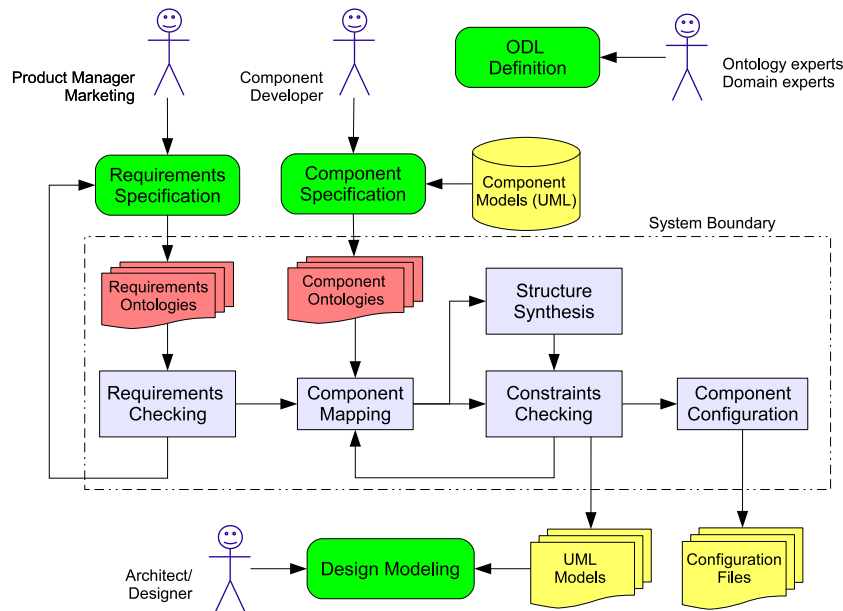 ODL
Definition
Product Manager
Marketing
Component
Developer
Ontology experts
Domain experts
Requirements
Specification
Component
Specification
Component
Models (UML)
System Boundary
Requirements
Ontologies
Component
Ontologies
Structure
Synthesis
Requirements
Checking
Component
Mapping
Constraints
Checking
Component
Configuration
Architect/
Designer
Design Modeling
UML
Models
Configuration
Files